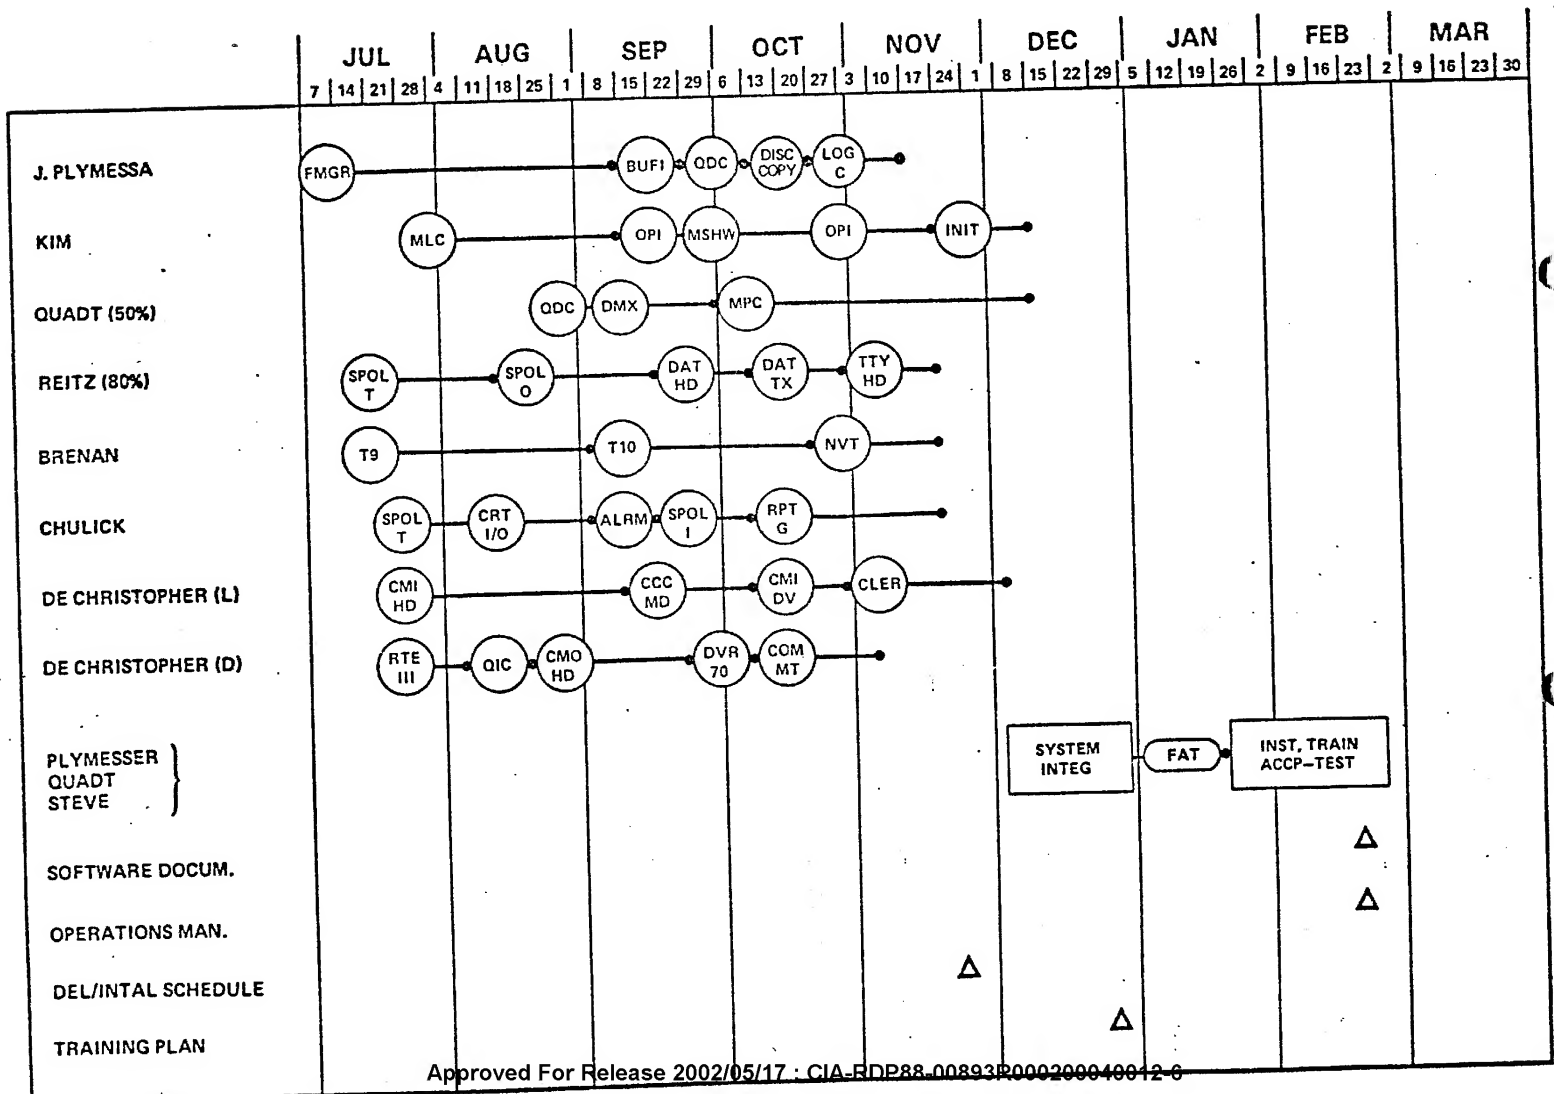 JUL AUG SEP OCT NOV DEC JAN FEB MAR
7 14 21 28 4 11 18 25 1 8 15 22 29 6 13 20 27 3 10 17 24 1 8 15 22 29 5 12 19 26 2 9 16 23 2 9 16 23 30
J. PLYMESSA FMGR BUF1 QDC DISC COPY LOG C
KIM MLC OPI MSHW OPI INIT
QUADT (50%) QDC DMX MPC
REITZ (80%) SPOL T SPOL O DAT HD DAT TX TTY HD
BRENAN T9 T10 NVT
CHULICK SPOL T CRT I/O ALRM SPOL I RPT G
DE CHRISTOPHER (L) CMI HD CCC MD CMI DV CLER
DE CHRISTOPHER (D) RTE III QIC CMO HD DVR 70 COM MT
PLYMESSER
QUADT
STEVE
SYSTEM INTEG
FAT
INST, TRAIN
ACCP-TEST
SOFTWARE DOCUM.
OPERATIONS MAN.
DEL/INTAL SCHEDULE
TRAINING PLAN
Approved For Release 2002/05/17 : CIA-RDP88-00893R000200040012-6